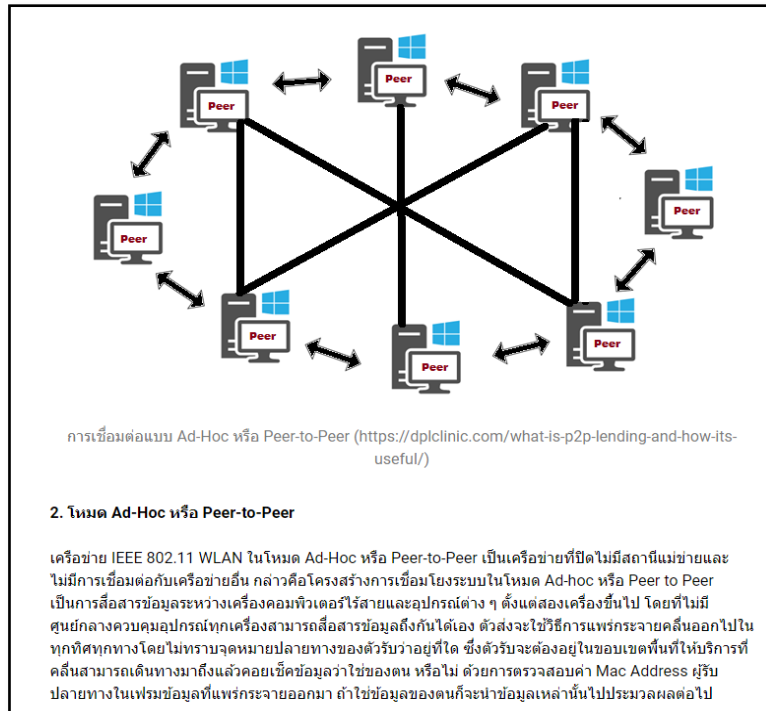 Peer
Peer
Peer
Peer
Peer
Peer
Peer
Peer
การเชื่อมต่อแบบ Ad-Hoc หรือ Peer-to-Peer (https://dplclinic.com/what-is-p2p-lending-and-how-its-
useful/)
2. โหมด Ad-Hoc หรือ Peer-to-Peer
เครือข่าย IEEE 802.11 WLAN ในโหมด Ad-Hoc หรือ Peer-to-Peer เป็นเครือข่ายที่ปิดไม่มีสถานีแม่ข่ายและ
ไม่มีการเชื่อมต่อกับเครือข่ายอื่น กล่าวคือโครงสร้างการเชื่อมโยงระบบในโหมด Ad-hoc หรือ Peer to Peer
เป็นการสื่อสารข้อมูลระหว่างเครื่องคอมพิวเตอร์ไร้สายและอุปกรณ์ต่าง ๆ ตั้งแต่สองเครื่องขึ้นไป โดยที่ไม่มี
ศูนย์กลางควบคุมอุปกรณ์ทุกเครื่องสามารถสื่อสารข้อมูลถึงกันได้เอง ตัวส่งจะใช้วิธีการแพร่กระจายคลื่นออกไปใน
ทุกทิศทุกทางโดยไม่ทราบจุดหมายปลายทางของตัวรับว่าอยู่ที่ใด ซึ่งตัวรับจะต้องอยู่ในขอบเขตพื้นที่ให้บริการที่
คลื่นสามารถเดินทางมาถึงแล้วคอยเช็คข้อมูลว่าใช่ของตน หรือไม่ ด้วยการตรวจสอบค่า Mac Address ผู้รับ
ปลายทางในเฟรมข้อมูลที่แพร่กระจายออกมา ถ้าใช่ข้อมูลของตนก็จะนำข้อมูลเหล่านั้นไปประมวลผลต่อไป